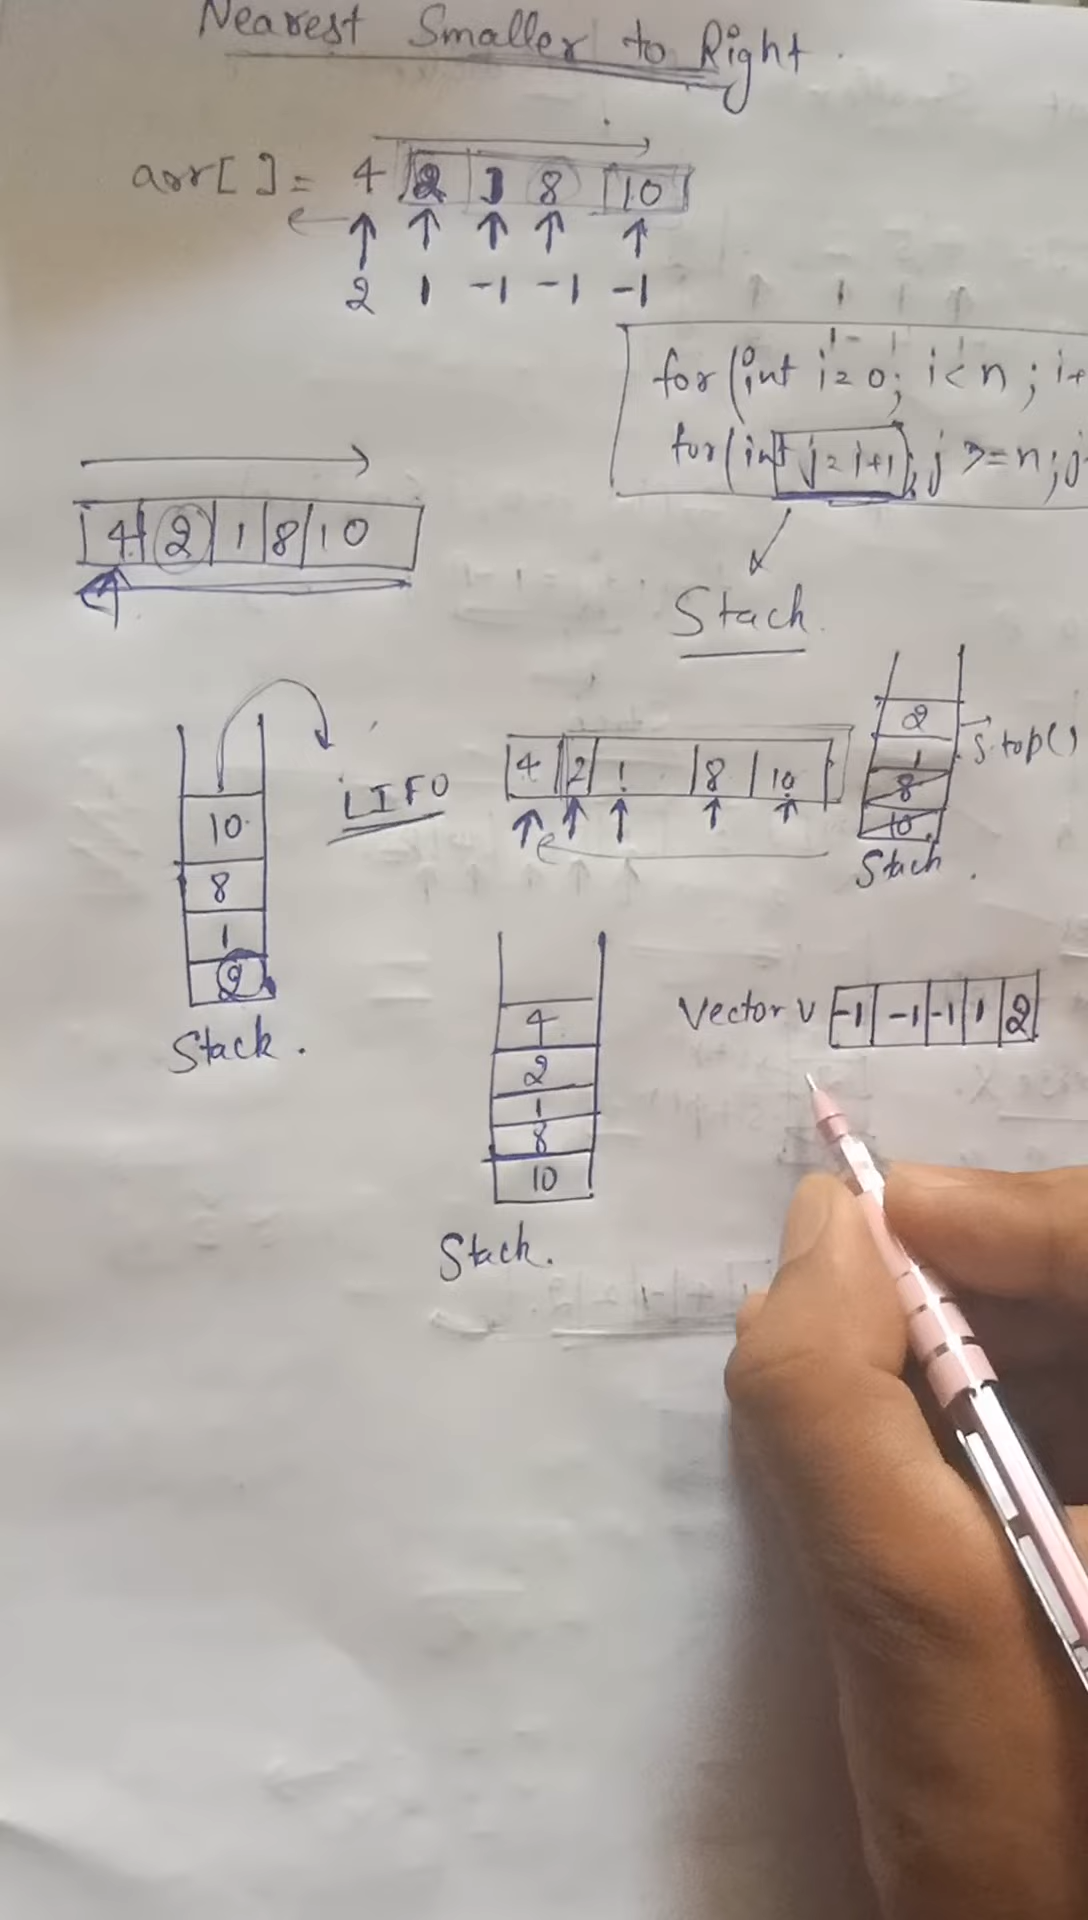 Nearest Smaller to Right.
arr[ ] = 4 2 1 8 10
2 1 -1 -1 -1
for(int i=0; i<n; i+
for(int j=i+1; j>=n; j-
4 2 1 8 10
Stack.
10
8
1
2
Stack.
LIFO
4 2 1 8 10
2
1
8
10
s.top()
Stack.
4
2
1
8
10
Stack.
Vector v -1 -1 -1 1 2